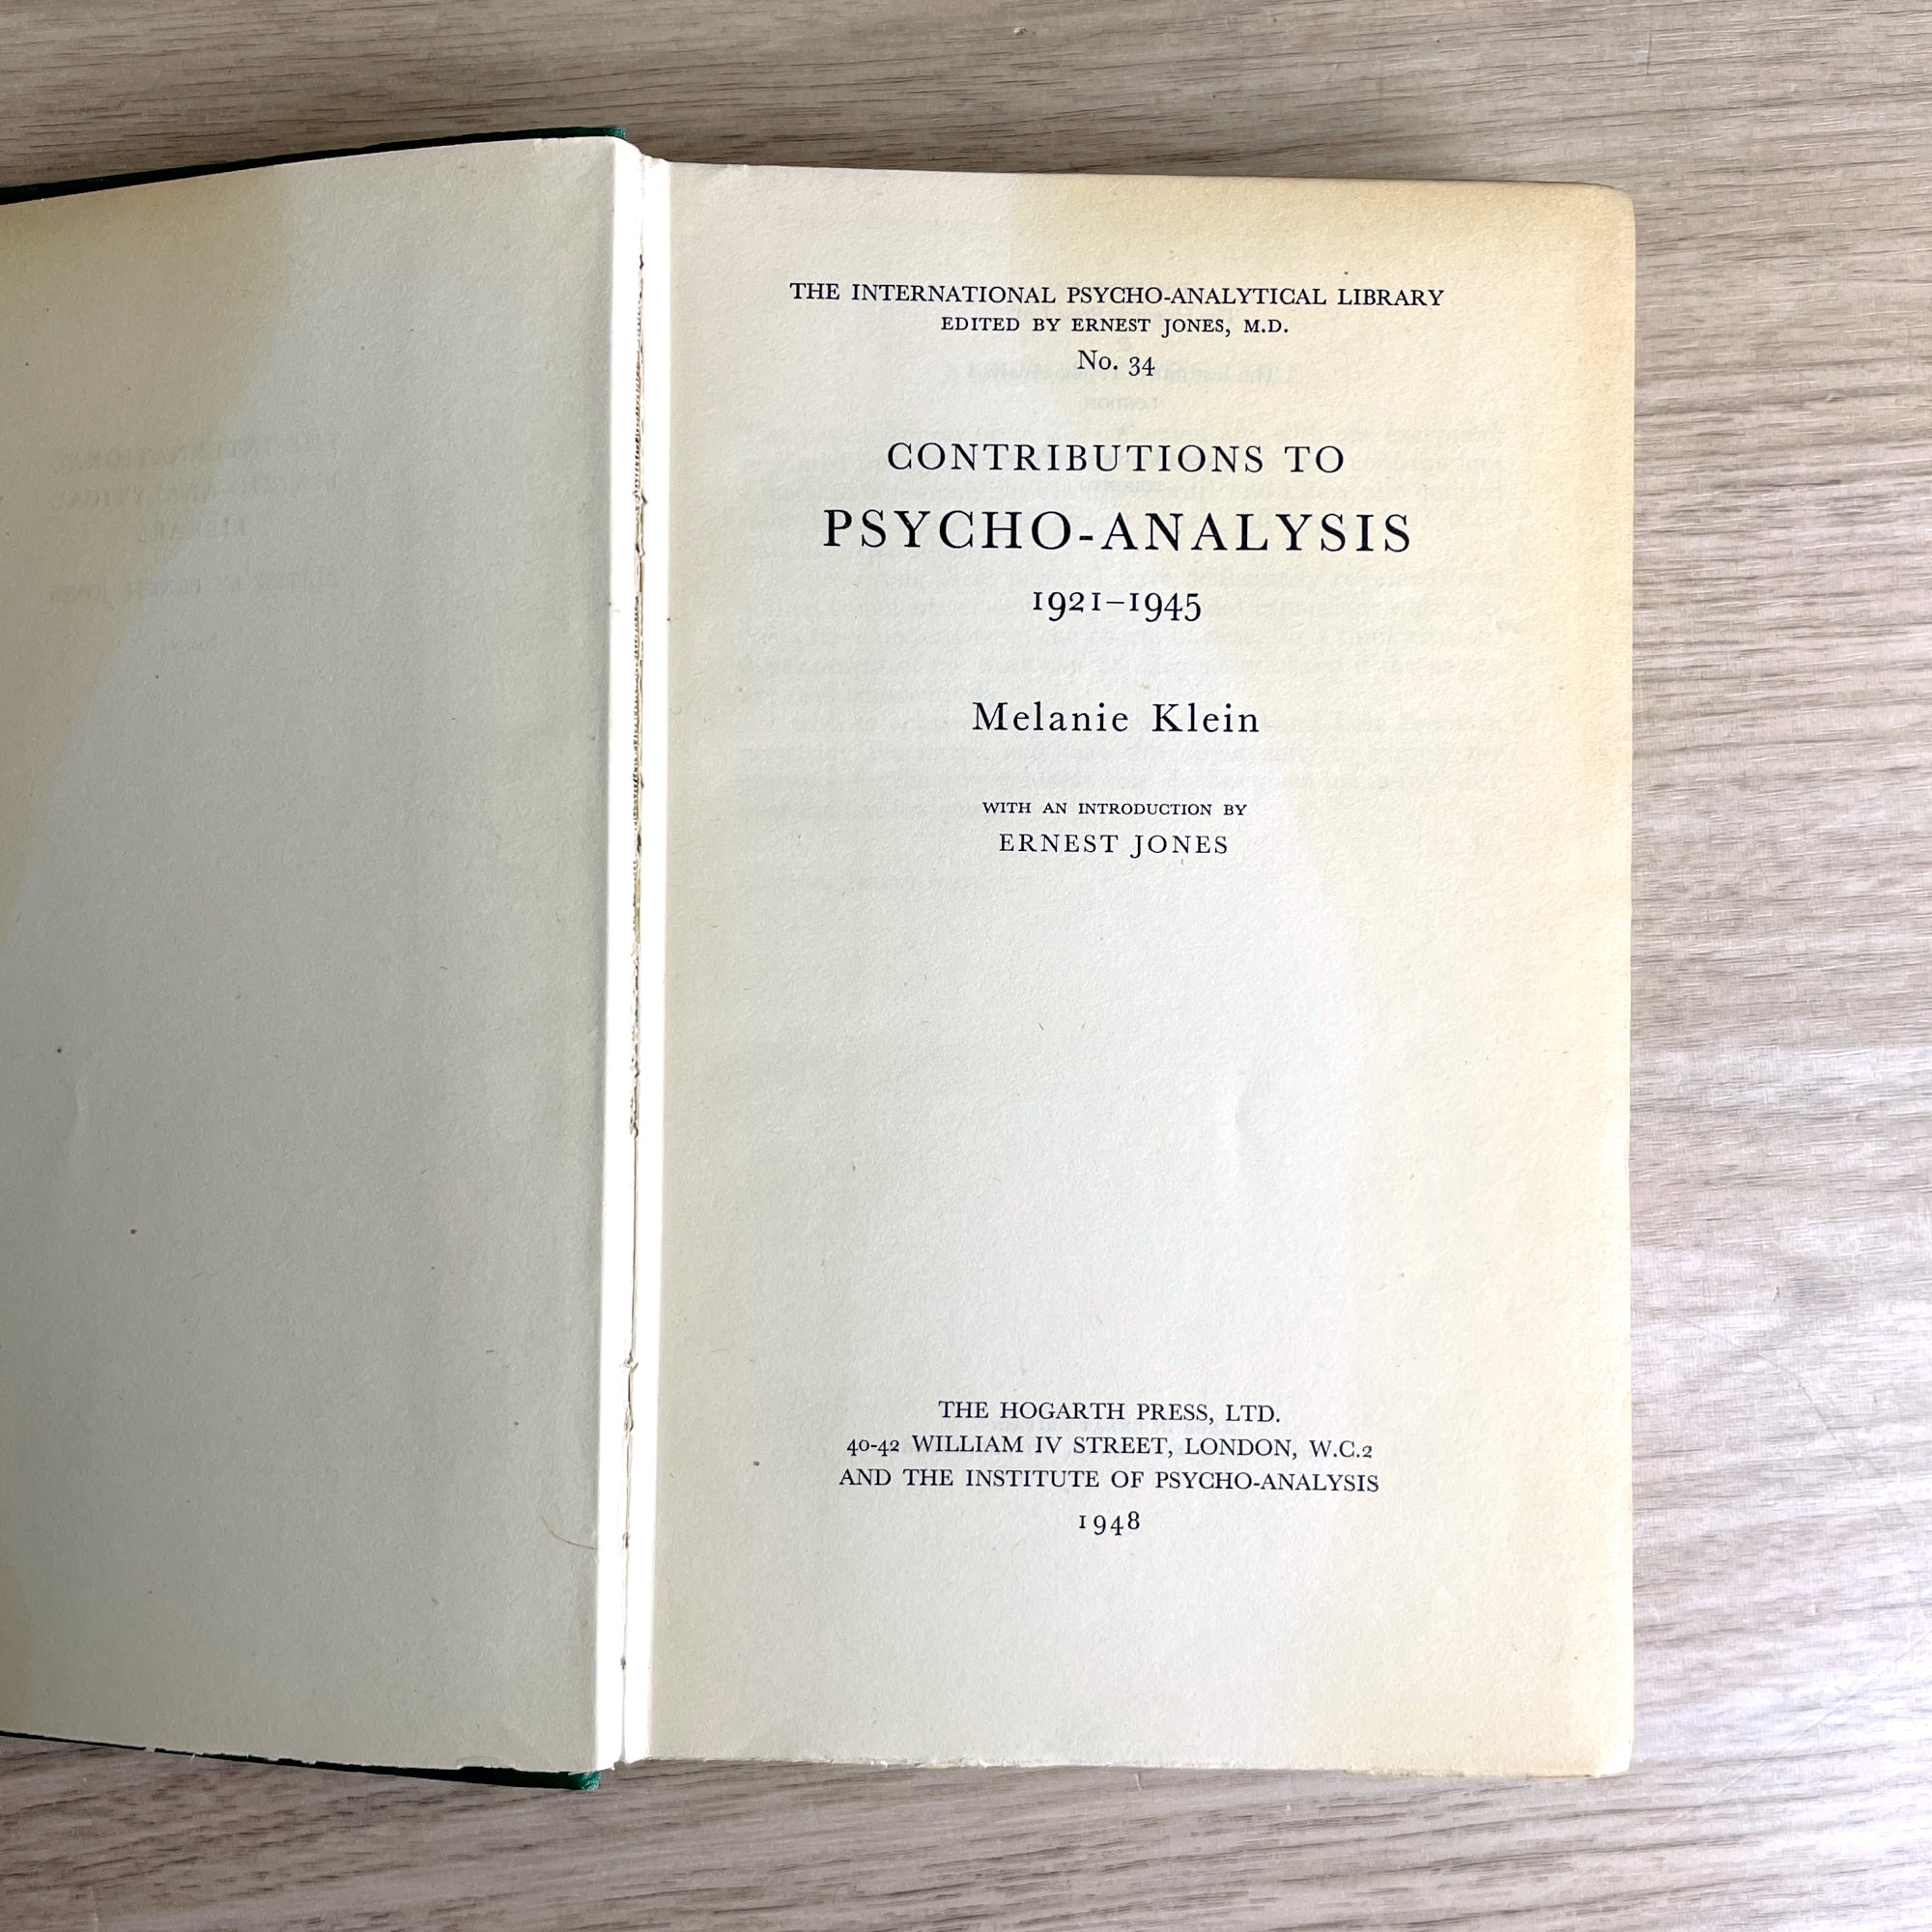 THE INTERNATIONAL PSYCHO-ANALYTICAL LIBRARY
EDITED BY ERNEST JONES, M.D.
No. 34
CONTRIBUTIONS TO
PSYCHO-ANALYSIS
1921–1945
Melanie Klein
WITH AN INTRODUCTION BY
ERNEST JONES
THE HOGARTH PRESS, LTD.
40-42 WILLIAM IV STREET, LONDON, W.C.2
AND THE INSTITUTE OF PSYCHO-ANALYSIS
1948